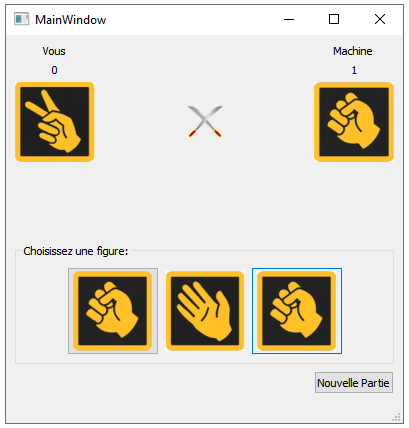 MainWindow
Vous
Machine
0
1
Choisissez une figure:
Nouvelle Partie